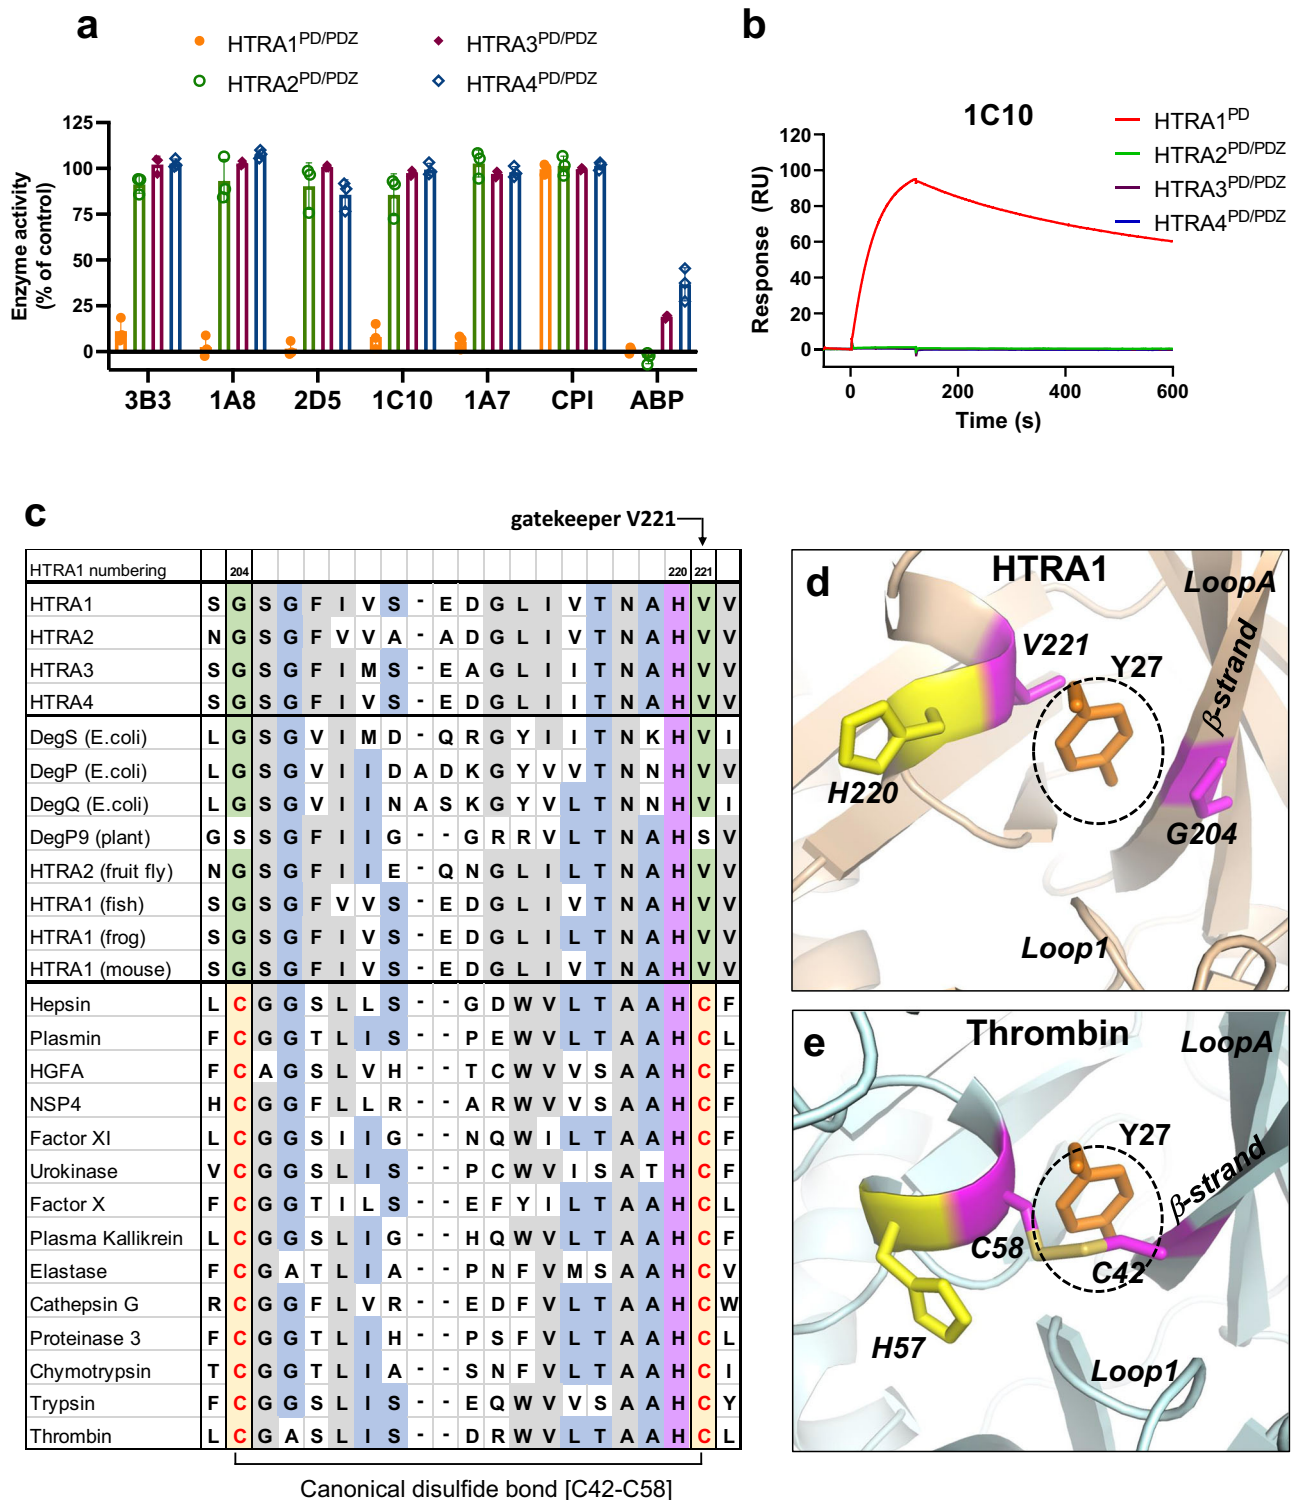 a
HTRA1PD/PDZ
HTRA3PD/PDZ
HTRA2PD/PDZ
HTRA4PD/PDZ
Enzyme activity
(% of control)
125
100
75
50
25
0
3B3 1A8 2D5 1C10 1A7 CPI ABP
b
1C10
HTRA1PD
HTRA2PD/PDZ
HTRA3PD/PDZ
HTRA4PD/PDZ
Response (RU)
120
100
80
60
40
20
0
0 200 400 600
Time (s)
c
gatekeeper V221
HTRA1 numbering 204 220 221
HTRA1 S G S G F I V S - E D G L I V T N A H V V
HTRA2 N G S G F V V A - A D G L I V T N A H V V
HTRA3 S G S G F I M S - E A G L I I T N A H V V
HTRA4 S G S G F I V S - E D G L I I T N A H V V
DegS (E.coli) L G S G V I M D - Q R G Y I I T N K H V I
DegP (E.coli) L G S G V I I D A D K G Y V V T N N H V V
DegQ (E.coli) L G S G V I I N A S K G Y V L T N N H V I
DegP9 (plant) G S S G F I I G - - G R R V L T N A H S V
HTRA2 (fruit fly) N G S G F I I E - Q N G L I L T N A H V V
HTRA1 (fish) S G S G F V V S - E D G L I V T N A H V V
HTRA1 (frog) S G S G F I V S - E D G L I L T N A H V V
HTRA1 (mouse) S G S G F I V S - E D G L I V T N A H V V
Hepsin L C G G S L L S - - G D W V L T A A H C F
Plasmin F C G G T L I S - - P E W V L T A A H C L
HGFA F C A G S L V H - - T C W V V S A A H C F
NSP4 H C G G F L L R - - A R W V V S A A H C F
Factor XI L C G G S I I G - - N Q W I L T A A H C F
Urokinase V C G G S L I S - - P C W V I S A T H C F
Factor X F C G G T I L S - - E F Y I L T A A H C L
Plasma Kallikrein L C G G S L I G - - H Q W V L T A A H C F
Elastase F C G A T L I A - - P N F V M S A A H C V
Cathepsin G R C G G F L V R - - E D F V L T A A H C W
Proteinase 3 F C G G T L I H - - P S F V L T A A H C L
Chymotrypsin T C G G T L I A - - S N F V L T A A H C I
Trypsin F C G G S L I S - - E Q W V V S A A H C Y
Thrombin L C G A S L I S - - D R W V L T A A H C L
Canonical disulfide bond [C42-C58]
d
HTRA1
LoopA
β-strand
V221
Y27
H220
G204
Loop1
e
Thrombin
LoopA
Y27
β-strand
C58
C42
H57
Loop1